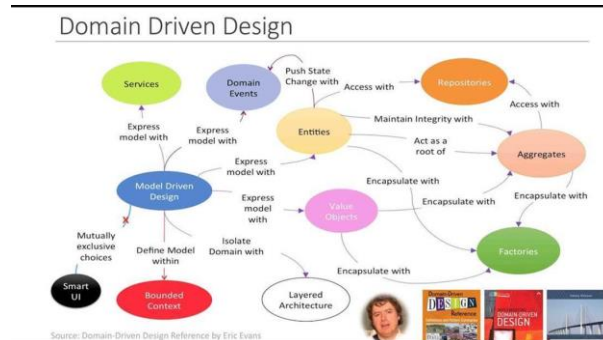 Domain Driven Design
Services
Domain
Events
Push State
Change with
Repositories
Access with
Access with
Express
model with
Express
model with
Entities
Maintain Integrity with
Act as a
root of
Aggregates
Express
model with
Encapsulate with
Model Driven
Design
Express
model
with
Value
Objects
Encapsulate with
Encapsulate with
Mutually
exclusive
choices
Define Model
within
Isolate
Domain with
Encapsulate with
Factories
Smart
UI
Bounded
Context
Layered
Architecture
Domain-Driven
DESIGN
Reference
DOMAIN-DRIVEN
DESIGN
Source: Domain-Driven Design Reference by Eric Evans